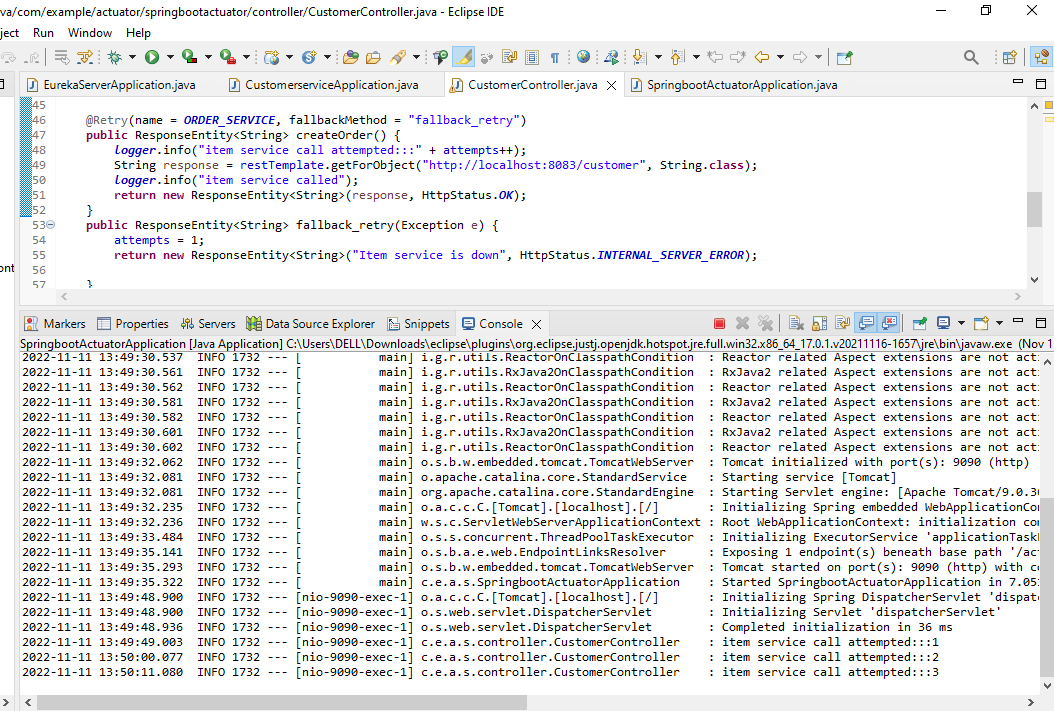 va/com/example/actuator/springbootactuator/controller/CustomerController.java - Eclipse IDE
ject Run Window Help
EurekaServerApplication.java CustomerserviceApplication.java CustomerController.java SpringbootActuatorApplication.java
45
46 @Retry(name = ORDER_SERVICE, fallbackMethod = "fallback_retry")
47 public ResponseEntity<String> createOrder() {
48 logger.info("item service call attempted:::" + attempts++);
49 String response = restTemplate.getForObject("http://localhost:8083/customer", String.class);
50 logger.info("item service called");
51 return new ResponseEntity<String>(response, HttpStatus.OK);
52 }
53 public ResponseEntity<String> fallback_retry(Exception e) {
54 attempts = 1;
55 return new ResponseEntity<String>("Item service is down", HttpStatus.INTERNAL_SERVER_ERROR);
56
57 }
ont
Markers Properties Servers Data Source Explorer Snippets Console
SpringbootActuatorApplication [Java Application] C:\Users\DELL\Downloads\eclipse\plugins\org.eclipse.justj.openjdk.hotspot.jre.full.win32.x86_64_17.0.1.v20211116-1657\jre\bin\javaw.exe (Nov 1
2022-11-11 13:49:30.537 INFO 1732 --- [ main] i.g.r.utils.ReactorOnClasspathCondition : Reactor related Aspect extensions are not acti
2022-11-11 13:49:30.561 INFO 1732 --- [ main] i.g.r.utils.RxJava2OnClasspathCondition : RxJava2 related Aspect extensions are not acti
2022-11-11 13:49:30.562 INFO 1732 --- [ main] i.g.r.utils.ReactorOnClasspathCondition : Reactor related Aspect extensions are not acti
2022-11-11 13:49:30.581 INFO 1732 --- [ main] i.g.r.utils.RxJava2OnClasspathCondition : RxJava2 related Aspect extensions are not acti
2022-11-11 13:49:30.582 INFO 1732 --- [ main] i.g.r.utils.ReactorOnClasspathCondition : Reactor related Aspect extensions are not acti
2022-11-11 13:49:30.601 INFO 1732 --- [ main] i.g.r.utils.RxJava2OnClasspathCondition : RxJava2 related Aspect extensions are not acti
2022-11-11 13:49:30.602 INFO 1732 --- [ main] i.g.r.utils.ReactorOnClasspathCondition : Reactor related Aspect extensions are not acti
2022-11-11 13:49:32.062 INFO 1732 --- [ main] o.s.b.w.embedded.tomcat.TomcatWebServer : Tomcat initialized with port(s): 9090 (http)
2022-11-11 13:49:32.081 INFO 1732 --- [ main] o.apache.catalina.core.StandardService : Starting service [Tomcat]
2022-11-11 13:49:32.081 INFO 1732 --- [ main] org.apache.catalina.core.StandardEngine : Starting Servlet engine: [Apache Tomcat/9.0.36
2022-11-11 13:49:32.235 INFO 1732 --- [ main] o.a.c.c.C.[Tomcat].[localhost].[/] : Initializing Spring embedded WebApplicationCon
2022-11-11 13:49:32.236 INFO 1732 --- [ main] w.s.c.ServletWebServerApplicationContext : Root WebApplicationContext: initialization com
2022-11-11 13:49:33.484 INFO 1732 --- [ main] o.s.s.concurrent.ThreadPoolTaskExecutor : Initializing ExecutorService 'applicationTaskE
2022-11-11 13:49:35.141 INFO 1732 --- [ main] o.s.b.a.e.web.EndpointLinksResolver : Exposing 1 endpoint(s) beneath base path '/act
2022-11-11 13:49:35.293 INFO 1732 --- [ main] o.s.b.w.embedded.tomcat.TomcatWebServer : Tomcat started on port(s): 9090 (http) with co
2022-11-11 13:49:35.322 INFO 1732 --- [ main] c.e.a.s.SpringbootActuatorApplication : Started SpringbootActuatorApplication in 7.051
2022-11-11 13:49:48.900 INFO 1732 --- [nio-9090-exec-1] o.a.c.c.C.[Tomcat].[localhost].[/] : Initializing Spring DispatcherServlet 'dispatc
2022-11-11 13:49:48.900 INFO 1732 --- [nio-9090-exec-1] o.s.web.servlet.DispatcherServlet : Initializing Servlet 'dispatcherServlet'
2022-11-11 13:49:48.936 INFO 1732 --- [nio-9090-exec-1] o.s.web.servlet.DispatcherServlet : Completed initialization in 36 ms
2022-11-11 13:49:49.003 INFO 1732 --- [nio-9090-exec-1] c.e.a.s.controller.CustomerController : item service call attempted:::1
2022-11-11 13:50:00.077 INFO 1732 --- [nio-9090-exec-1] c.e.a.s.controller.CustomerController : item service call attempted:::2
2022-11-11 13:50:11.080 INFO 1732 --- [nio-9090-exec-1] c.e.a.s.controller.CustomerController : item service call attempted:::3